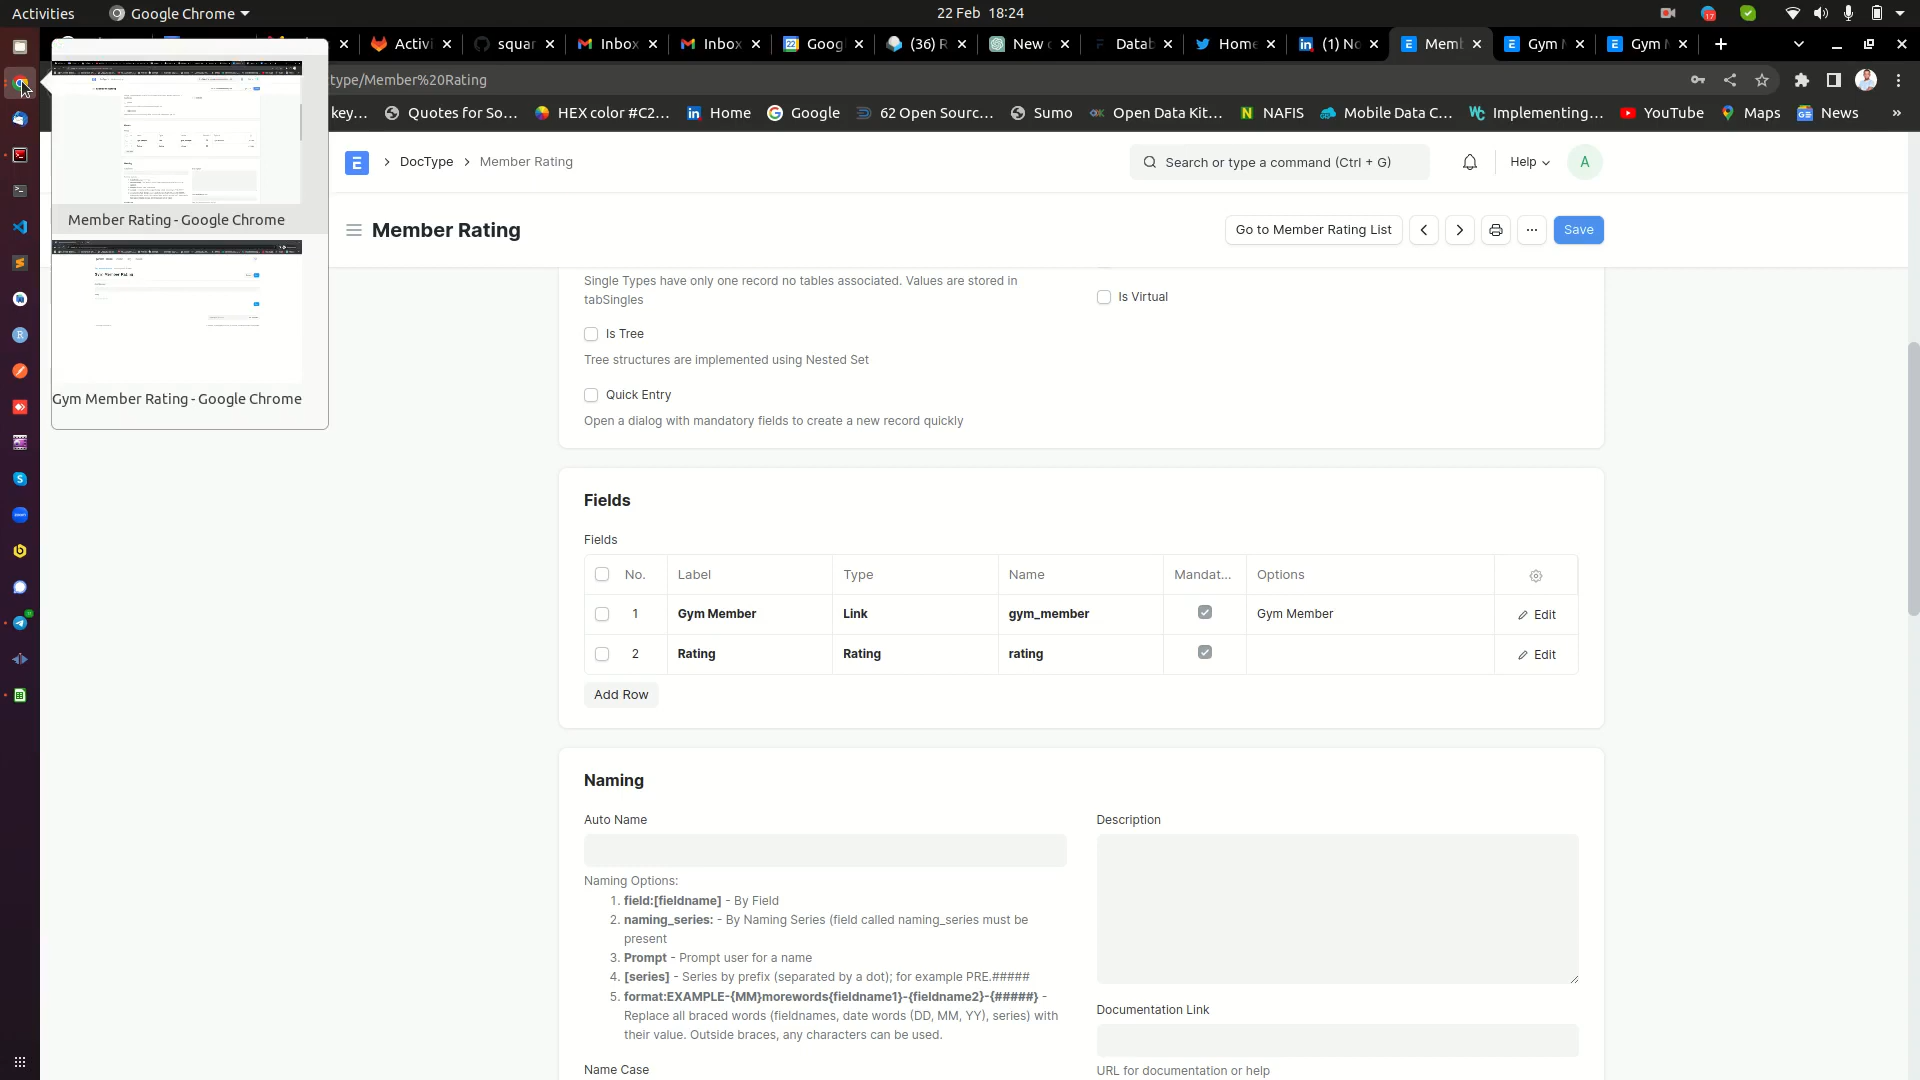 Activities
Google Chrome
22 Feb 18:24
17
Activi
squar
Inbox
Inbox
22
Goog
(36) R
New c
Datab
Home
(1) No
Memb
Gym M
Gym M
type/Member%20Rating
key...
Quotes for So...
HEX color #C2...
Home
Google
62 Open Sourc...
Sumo
Open Data Kit...
NAFIS
Mobile Data C...
Implementing...
YouTube
Maps
News
»
DocType
Member Rating
Search or type a command (Ctrl + G)
Help
A
Member Rating - Google Chrome
Gym Member Rating - Google Chrome
Member Rating
Go to Member Rating List
Save
Single Types have only one record no tables associated. Values are stored in
tabSingles
Is Virtual
Is Tree
Tree structures are implemented using Nested Set
Quick Entry
Open a dialog with mandatory fields to create a new record quickly
Fields
Fields
No. Label Type Name Mandat... Options
1 Gym Member Link gym_member Gym Member Edit
2 Rating Rating rating Edit
Add Row
Naming
Auto Name
Description
Naming Options:
1. field:[fieldname] - By Field
2. naming_series: - By Naming Series (field called naming_series must be
present
3. Prompt - Prompt user for a name
4. [series] - Series by prefix (separated by a dot); for example PRE.#####
5. format:EXAMPLE-{MM}morewords{fieldname1}-{fieldname2}-{#####} -
Replace all braced words (fieldnames, date words (DD, MM, YY), series) with
their value. Outside braces, any characters can be used.
Documentation Link
Name Case
URL for documentation or help